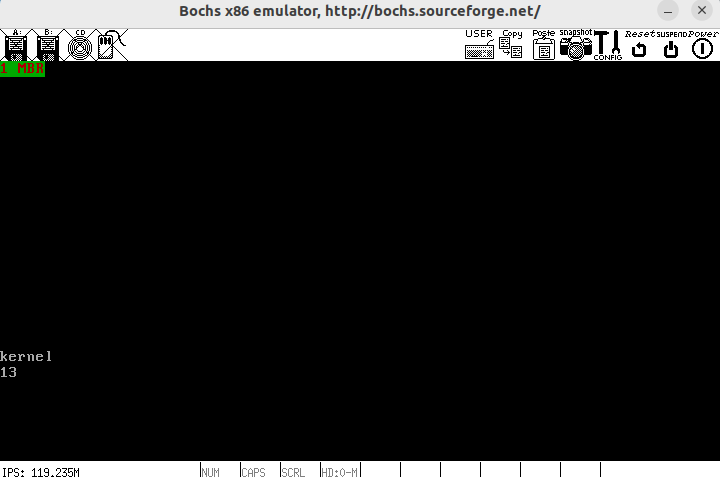 Bochs x86 emulator, http://bochs.sourceforge.net/
A: B: CD USER Copy Paste snapshot CONFIG Reset SUSPEND Power
1 MBR
kernel
13
IPS: 119.235M NUM CAPS SCRL HD:0-M